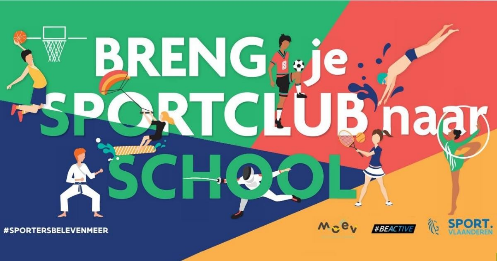 BRENG je
SPORTCLUB naar
SCHOOL
#SPORTERSBELEVENMEER
Moev
#BEACTIVE
SPORT.
VLAANDEREN